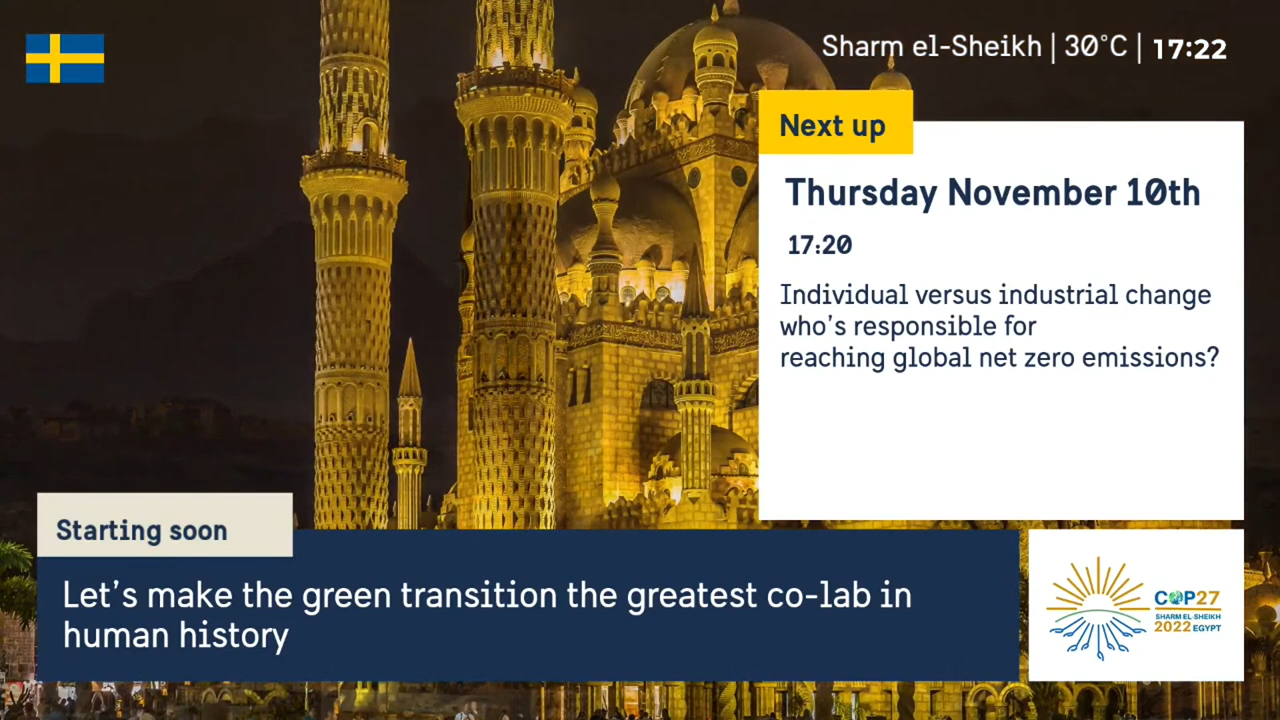 Sharm el-Sheikh | 30°C | 17:22
Next up
Thursday November 10th
17:20
Individual versus industrial change
who's responsible for
reaching global net zero emissions?
Starting soon
Let's make the green transition the greatest co-lab in
human history
COP27
SHARM EL-SHEIKH
2022 EGYPT